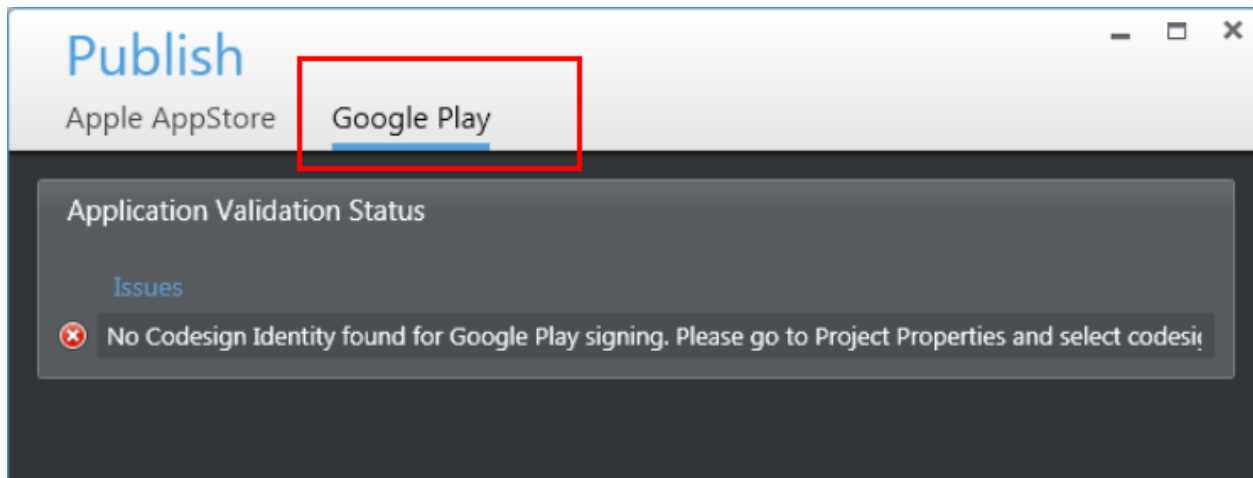 Publish
Apple AppStore Google Play
Application Validation Status
Issues
No Codesign Identity found for Google Play signing. Please go to Project Properties and select